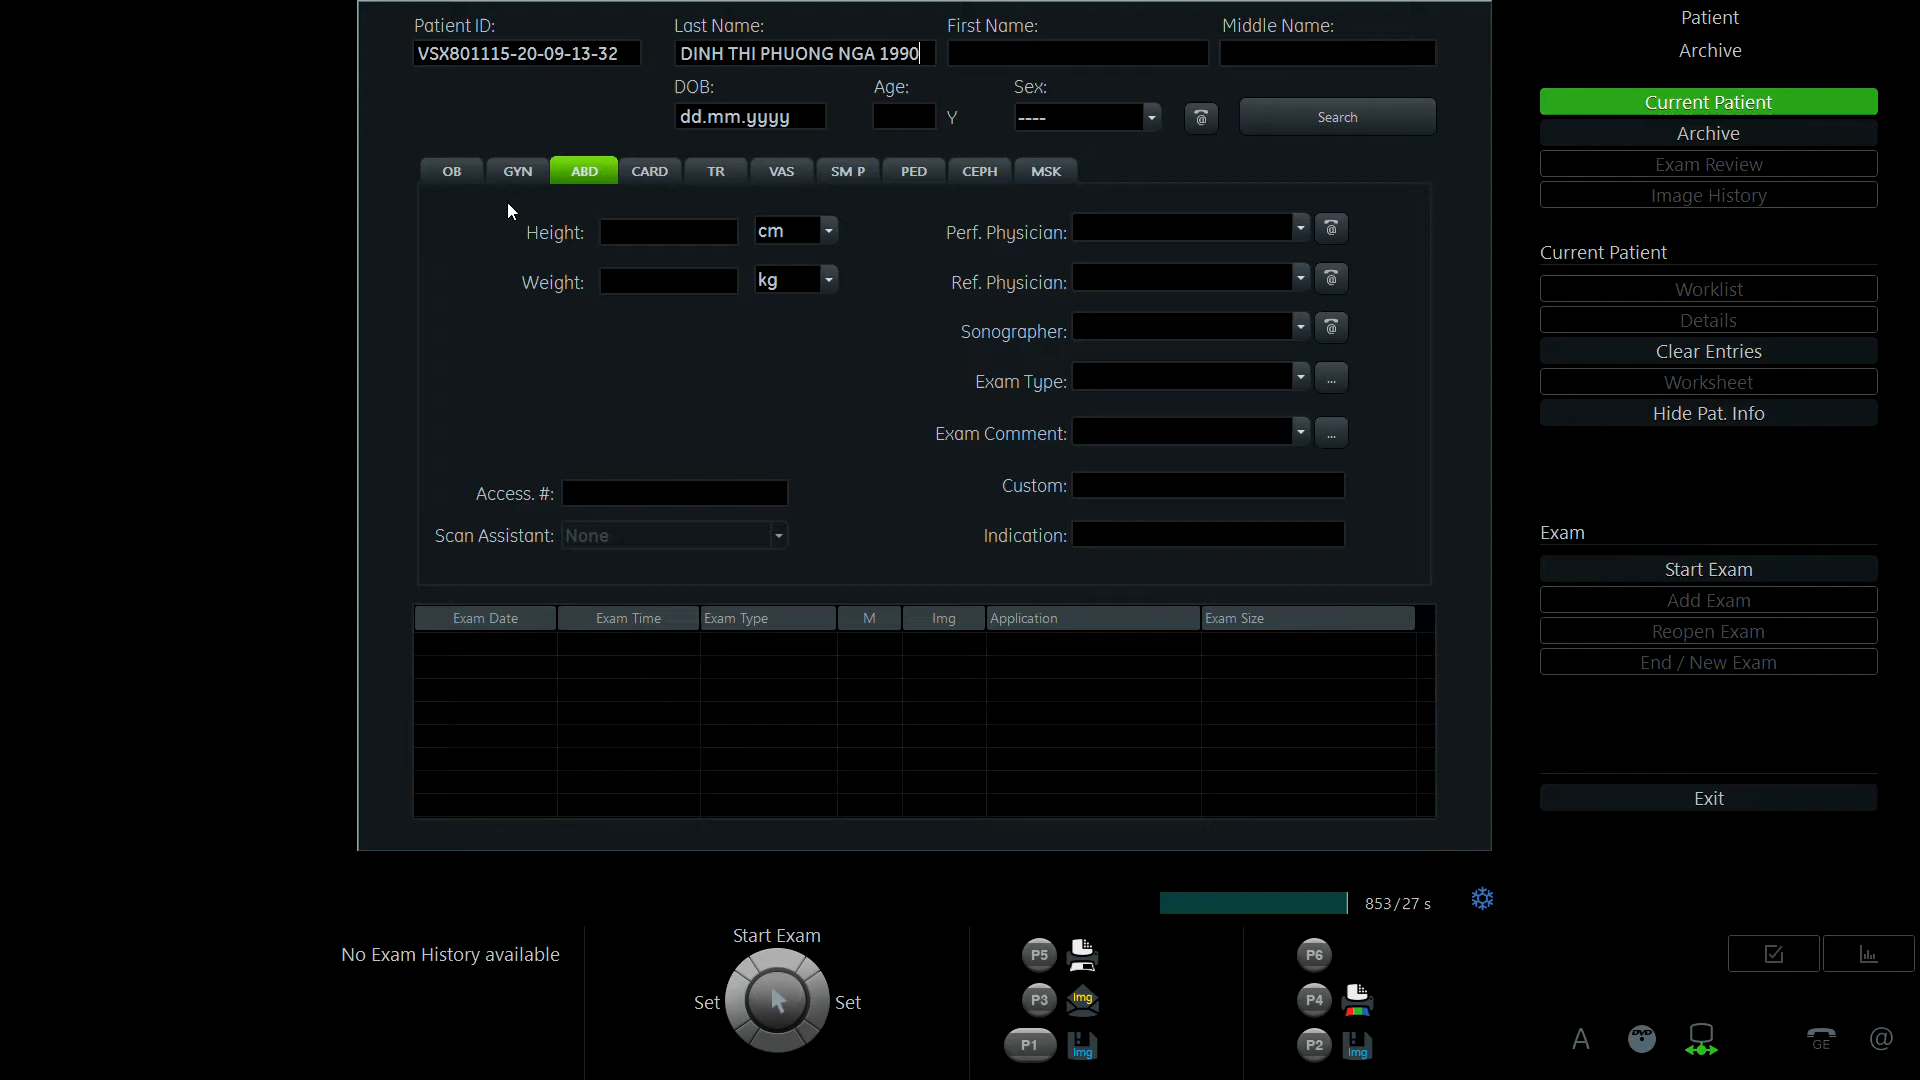 Patient ID: Last Name: First Name: Middle Name:
VSX801115-20-09-13-32 DINH THI PHUONG NGA 1990
DOB: Age: Sex:
dd.mm.yyyy Y ---- @ Search
OB GYN ABD CARD TR VAS SM P PED CEPH MSK
Height: cm Perf. Physician: @
Weight: kg Ref. Physician: @
Sonographer: @
Exam Type: ...
Exam Comment: ...
Access. #: Custom:
Scan Assistant: None Indication:
Exam Date Exam Time Exam Type M Img Application Exam Size
Patient
Archive
Current Patient
Archive
Exam Review
Image History
Current Patient
Worklist
Details
Clear Entries
Worksheet
Hide Pat. Info
Exam
Start Exam
Add Exam
Reopen Exam
End / New Exam
Exit
853/27 s
No Exam History available
Start Exam
Set Set
P5 P6
P3 Img P4
P1 Img P2 Img
A DVD GE @